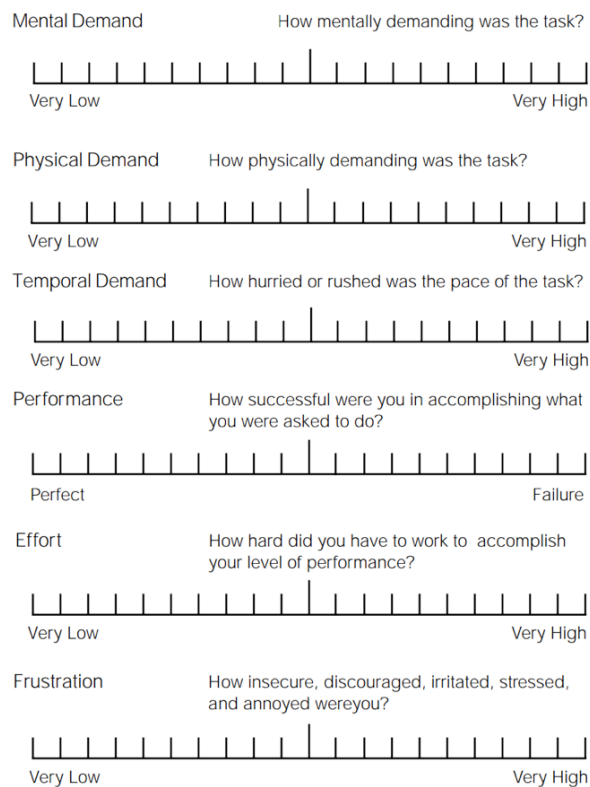 Mental Demand How mentally demanding was the task?
Very Low Very High
Physical Demand How physically demanding was the task?
Very Low Very High
Temporal Demand How hurried or rushed was the pace of the task?
Very Low Very High
Performance How successful were you in accomplishing what
you were asked to do?
Perfect Failure
Effort How hard did you have to work to accomplish
your level of performance?
Very Low Very High
Frustration How insecure, discouraged, irritated, stressed,
and annoyed wereyou?
Very Low Very High